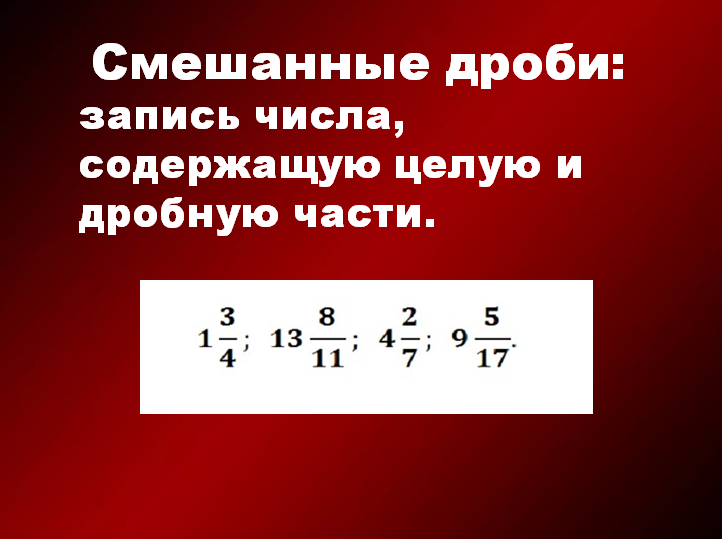 Смешанные дроби:
запись числа,
содержащую целую и
дробную части.
1 3/4; 13 8/11; 4 2/7; 9 5/17.